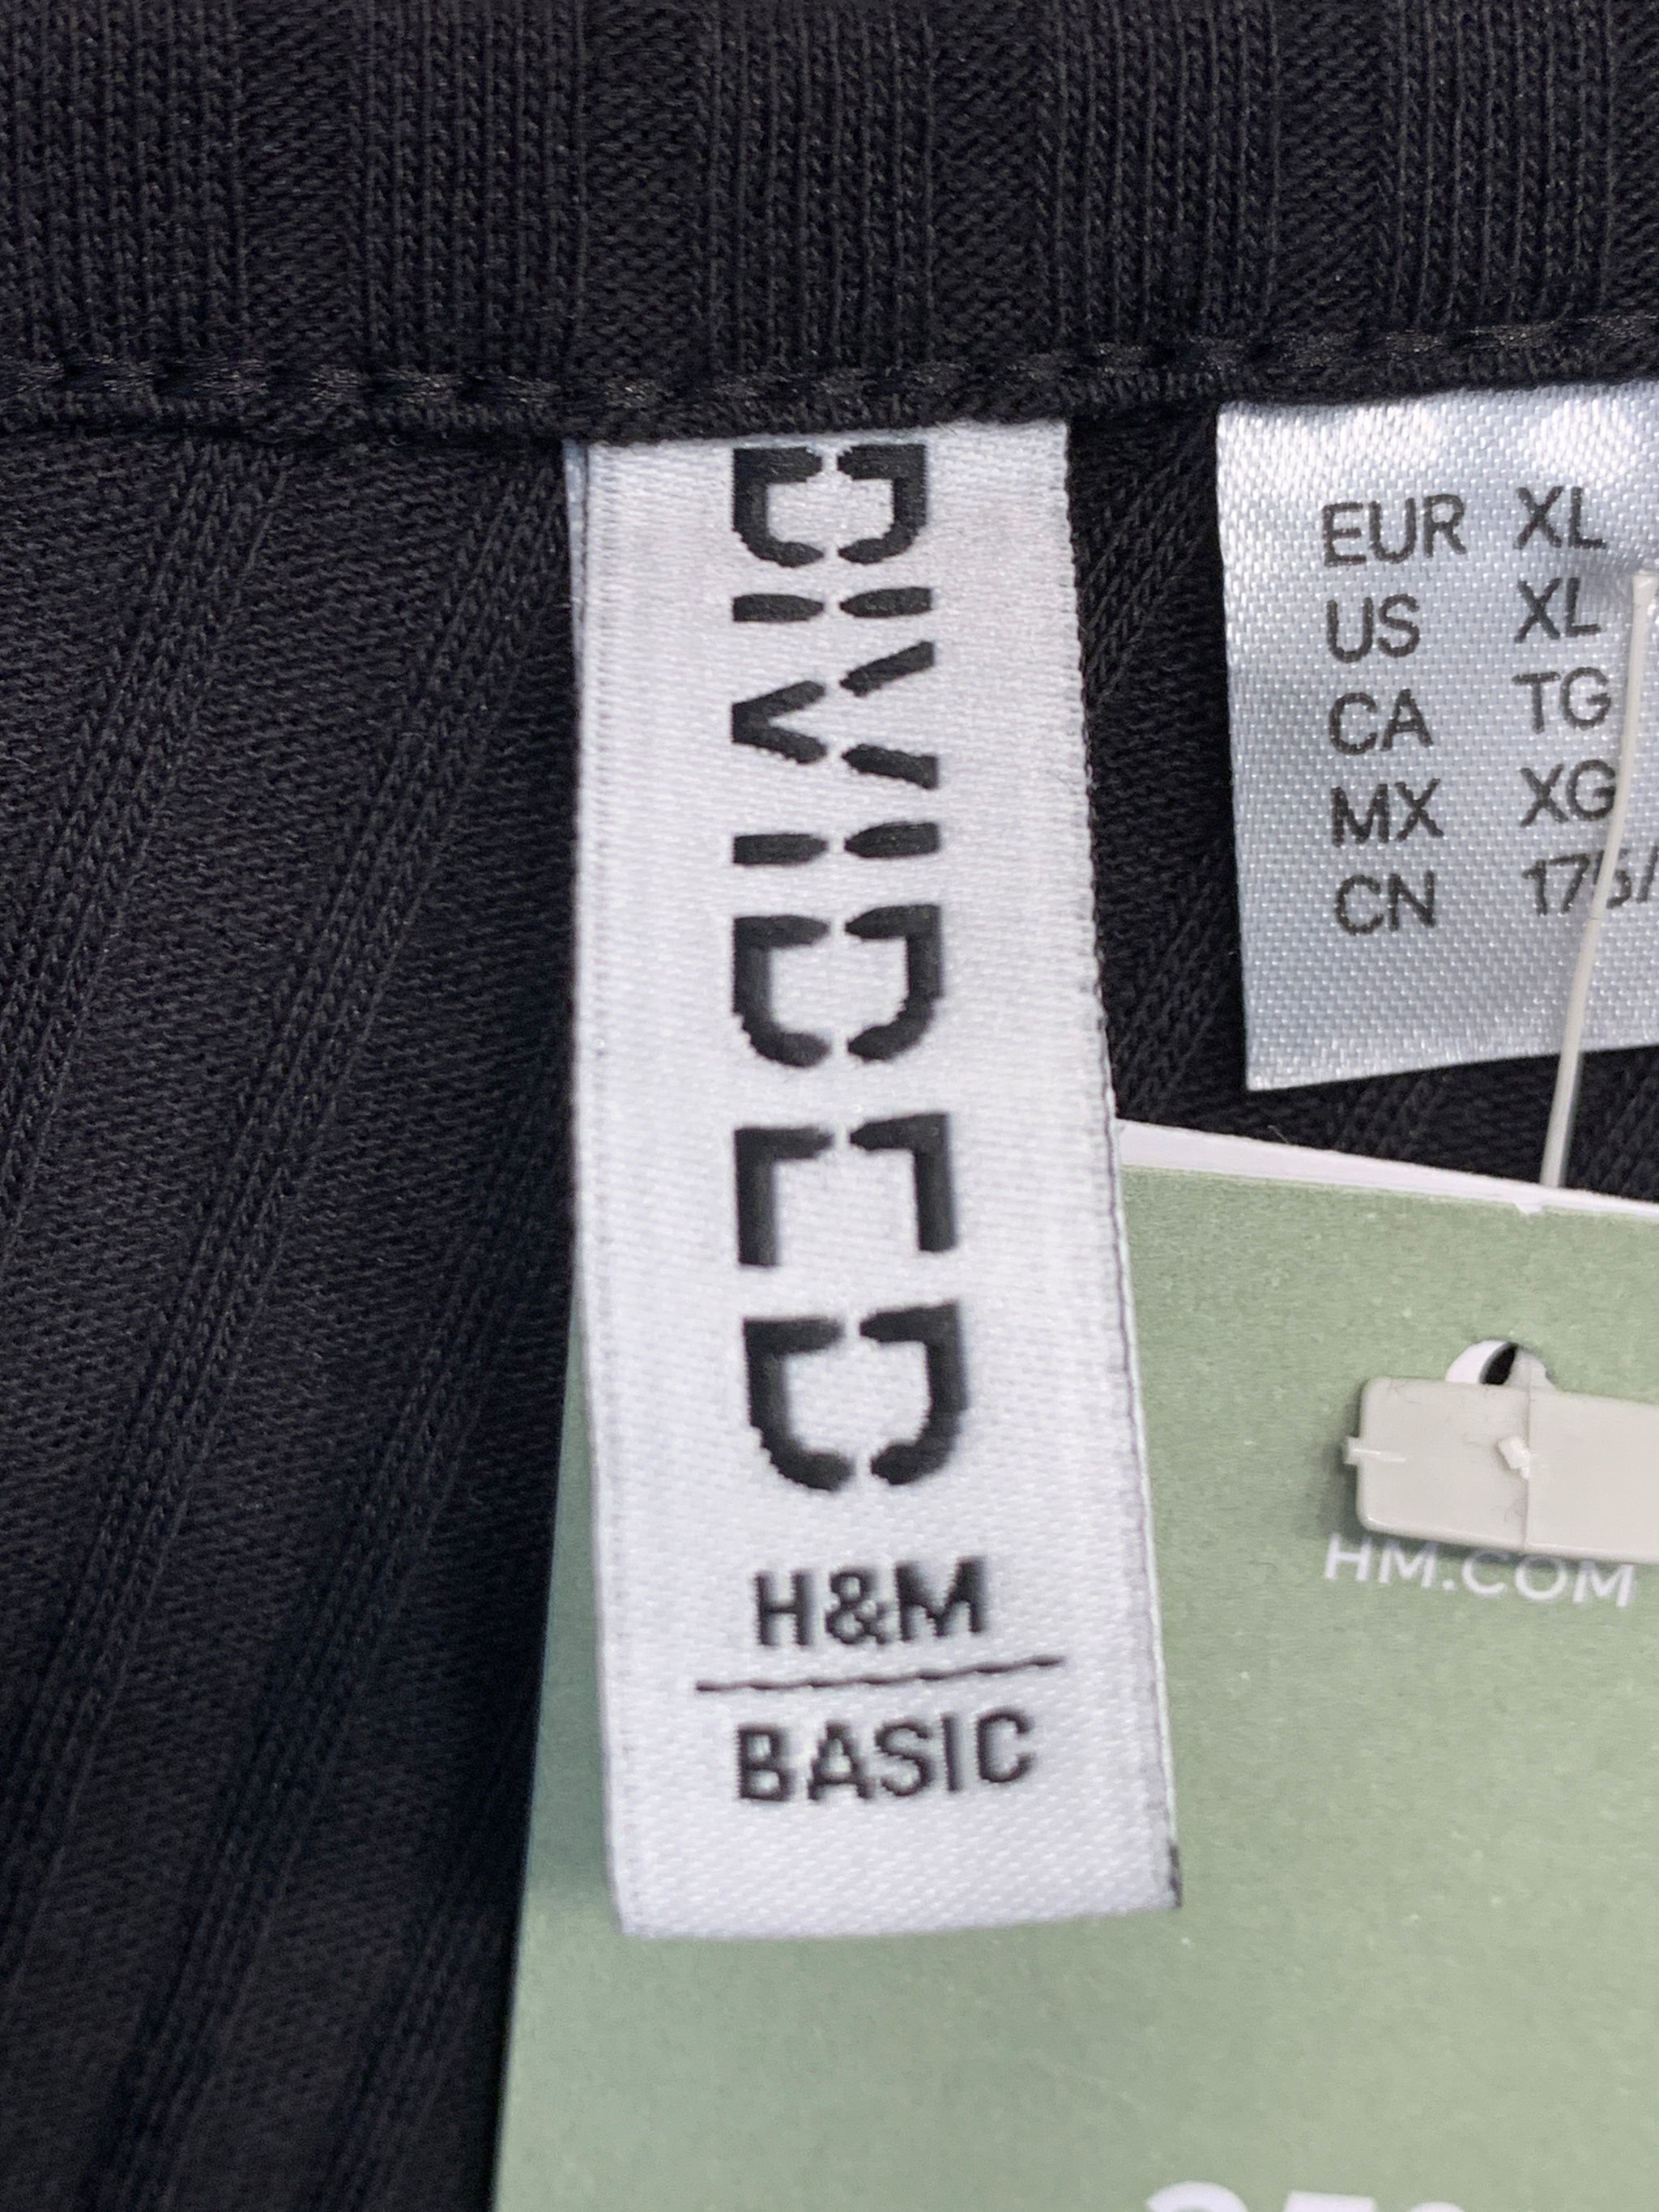 DIVIDED
H&M
BASIC
EUR XL
US XL
CA TG
MX XG
CN
HM.COM